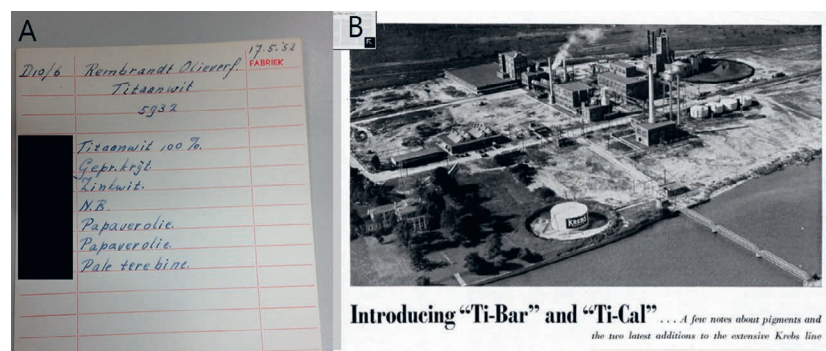 A
17.5.'52
D10/6 Rembrandt Olieverf. FABRIEK
Titaanwit
5932
Titaanwit 100 %.
Gepr. krijt.
Zinkwit.
N.B.
Papaverolie.
Papaverolie.
Pale terebine.
B
KREBS
Introducing “Ti-Bar” and “Ti-Cal” . . . A few notes about pigments and
the two latest additions to the extensive Krebs line